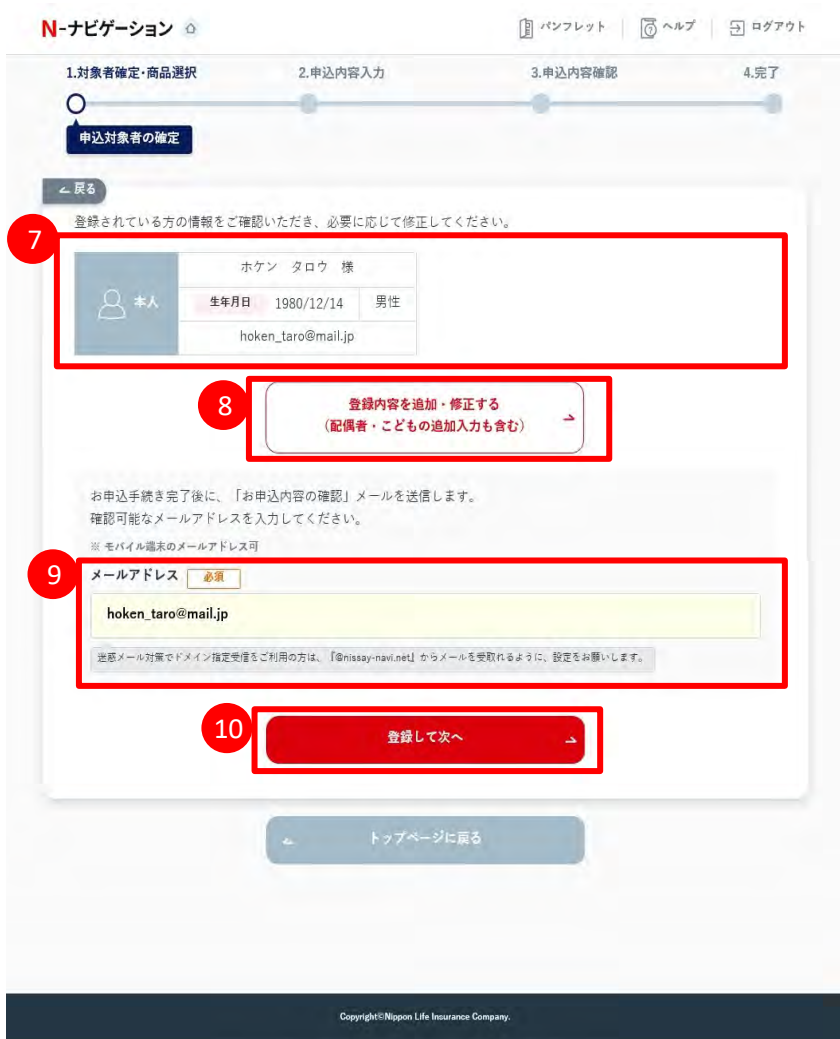 N-ナビゲーション
パンフレット
ヘルプ
ログアウト
1.対象者確定・商品選択
2.申込内容入力
3.申込内容確認
4.完了
申込対象者の確定
戻る
登録されている方の情報をご確認いただき、必要に応じて修正してください。
7
本人
ホケン タロウ 様
生年月日 1980/12/14 男性
hoken_taro@mail.jp
8
登録内容を追加・修正する
(配偶者・こどもの追加入力も含む)
お申込手続き完了後に、「お申込内容の確認」メールを送信します。
確認可能なメールアドレスを入力してください。
※ モバイル端末のメールアドレス可
9
メールアドレス 必須
hoken_taro@mail.jp
迷惑メール対策でドメイン指定受信をご利用の方は、『@nissay-navi.net』からメールを受取れるように、設定をお願いします。
10
登録して次へ
トップページに戻る
Copyright©Nippon Life Insurance Company.